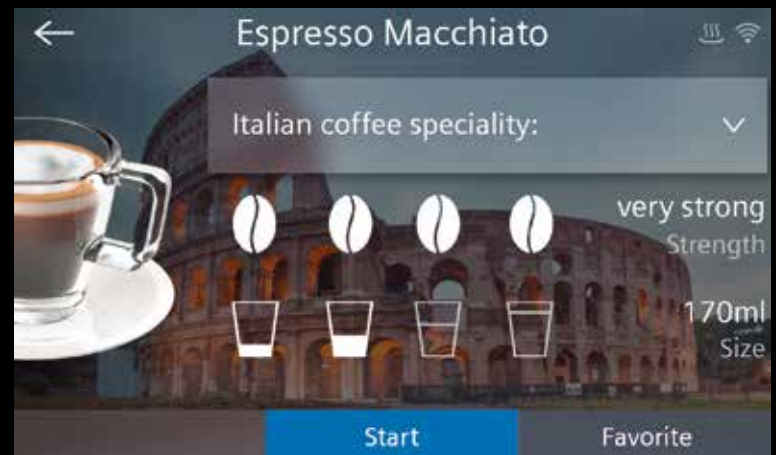 Espresso Macchiato
Italian coffee speciality:
very strong
Strength
170ml
Size
Start
Favorite